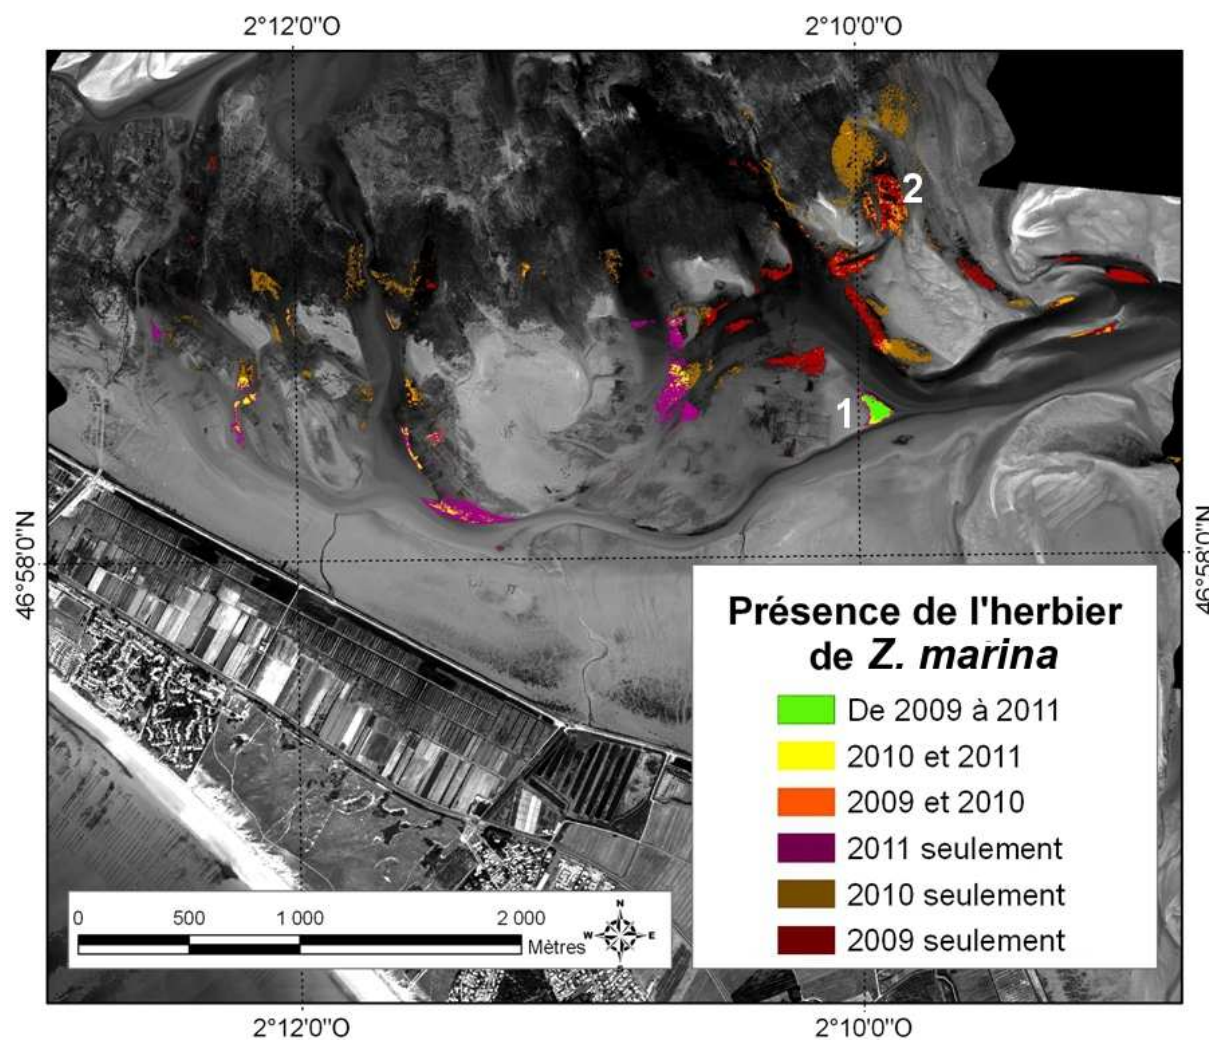 2°12'0"O
2°10'0"O
2
1
46°58'0"N
46°58'0"N
Présence de l'herbier
de Z. marina
De 2009 à 2011
2010 et 2011
2009 et 2010
2011 seulement
2010 seulement
2009 seulement
0 500 1 000 2 000
Mètres
N
W E
S
2°12'0"O
2°10'0"O